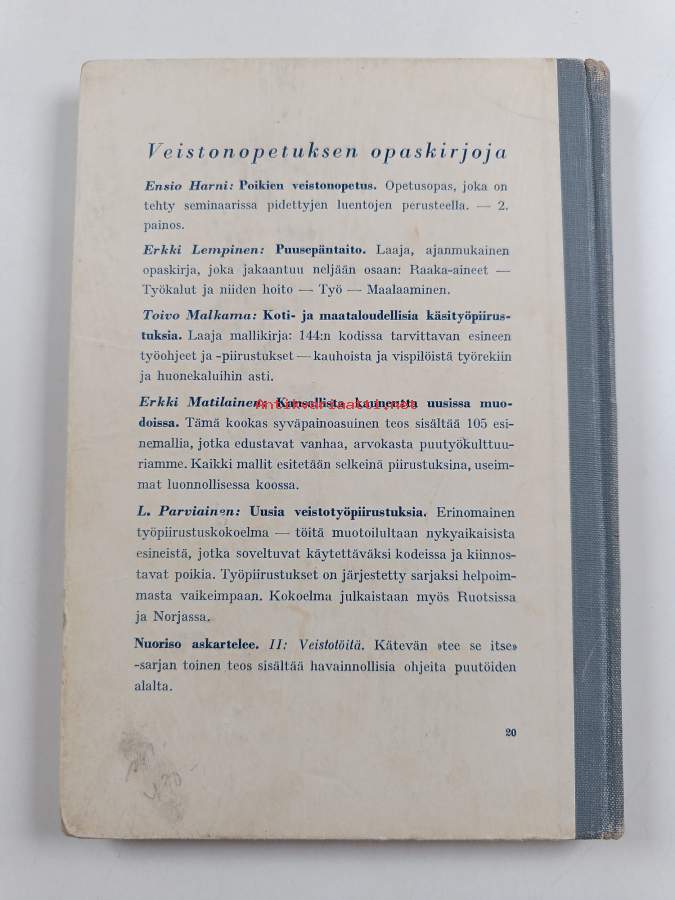 Veistonopetuksen opaskirjoja
Ensio Harni: Poikien veistonopetus. Opetusopas, joka on
tehty seminaarissa pidettyjen luentojen perusteella. — 2.
painos.
Erkki Lempinen: Puusepäntaito. Laaja, ajanmukainen
opaskirja, joka jakaantuu neljään osaan: Raaka-aineet —
Työkalut ja niiden hoito — Työ — Maalaaminen.
Toivo Malkama: Koti- ja maataloudellisia käsityöpiirus-
tuksia. Laaja mallikirja: 144:n kodissa tarvittavan esineen
työohjeet ja -piirustukset — kauhoista ja vispilöistä työrekiin
ja huonekaluihin asti.
Erkki Matilainen: Kansallista kauneutta uusissa muo-
Antikvariaatti.net
doissa. Tämä kookas syväpainoasuinen teos sisältää 105 esi-
nemallia, jotka edustavat vanhaa, arvokasta puutyökulttuu-
riamme. Kaikki mallit esitetään selkeinä piirustuksina, useim-
mat luonnollisessa koossa.
L. Parviainen: Uusia veistotyöpiirustuksia. Erinomainen
työpiirustuskokoelma — töitä muotoilultaan nykyaikaisista
esineistä, jotka soveltuvat käytettäväksi kodeissa ja kiinnos-
tavat poikia. Työpiirustukset on järjestetty sarjaksi helpoim-
masta vaikeimpaan. Kokoelma julkaistaan myös Ruotsissa
ja Norjassa.
Nuoriso askartelee. II: Veistotöitä. Kätevän »tee se itse»
-sarjan toinen teos sisältää havainnollisia ohjeita puutöiden
alalta.
20